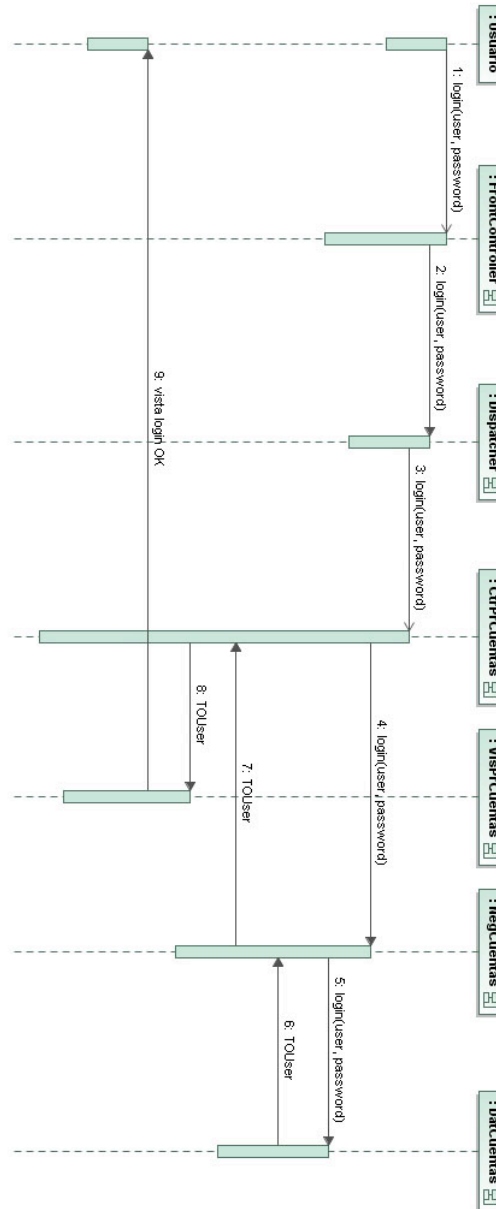 : Usuario
: FrontController
: Dispatcher
: CtrPrCuentas
: VisPrCuentas
: NegCuentas
: DatCuentas
1: login(user, password)
2: login(user, password)
3: login(user, password)
4: login(user, password)
5: login(user, password)
6: TOUser
7: TOUser
8: TOUser
9: vista login OK